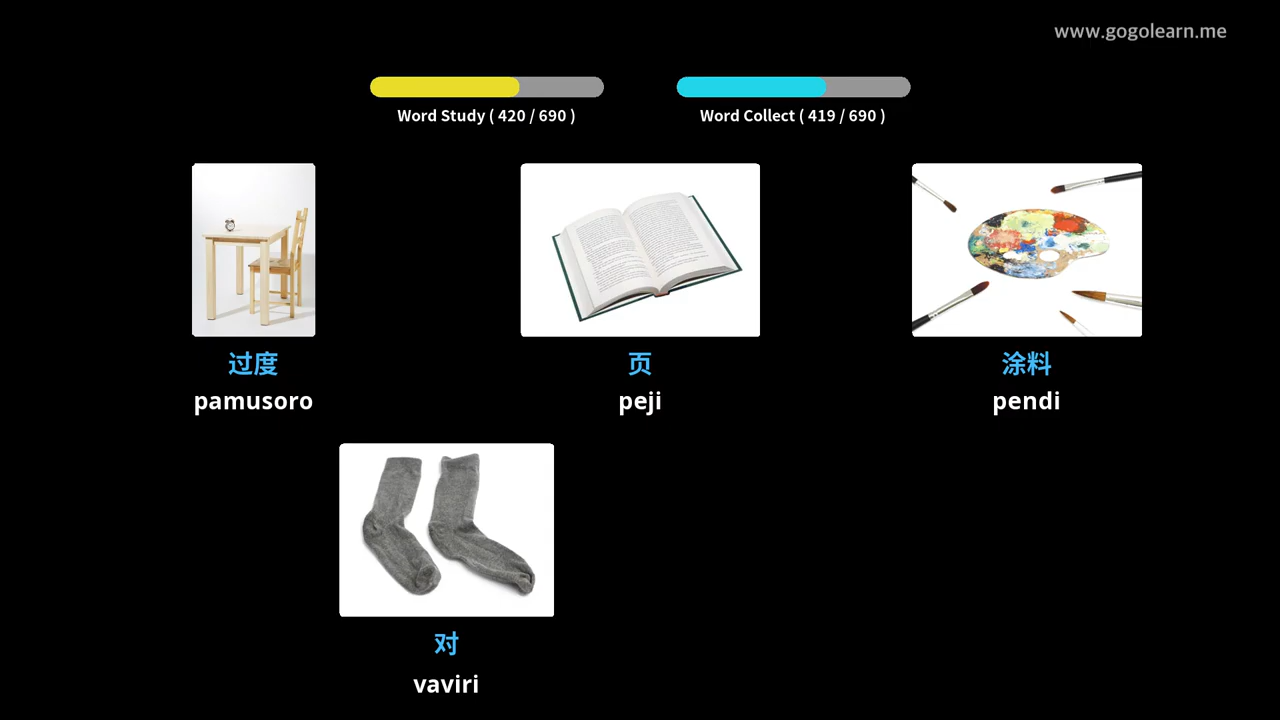 www.gogolearn.me
Word Study ( 420 / 690 )
Word Collect ( 419 / 690 )
过度
pamusoro
页
peji
涂料
pendi
对
vaviri